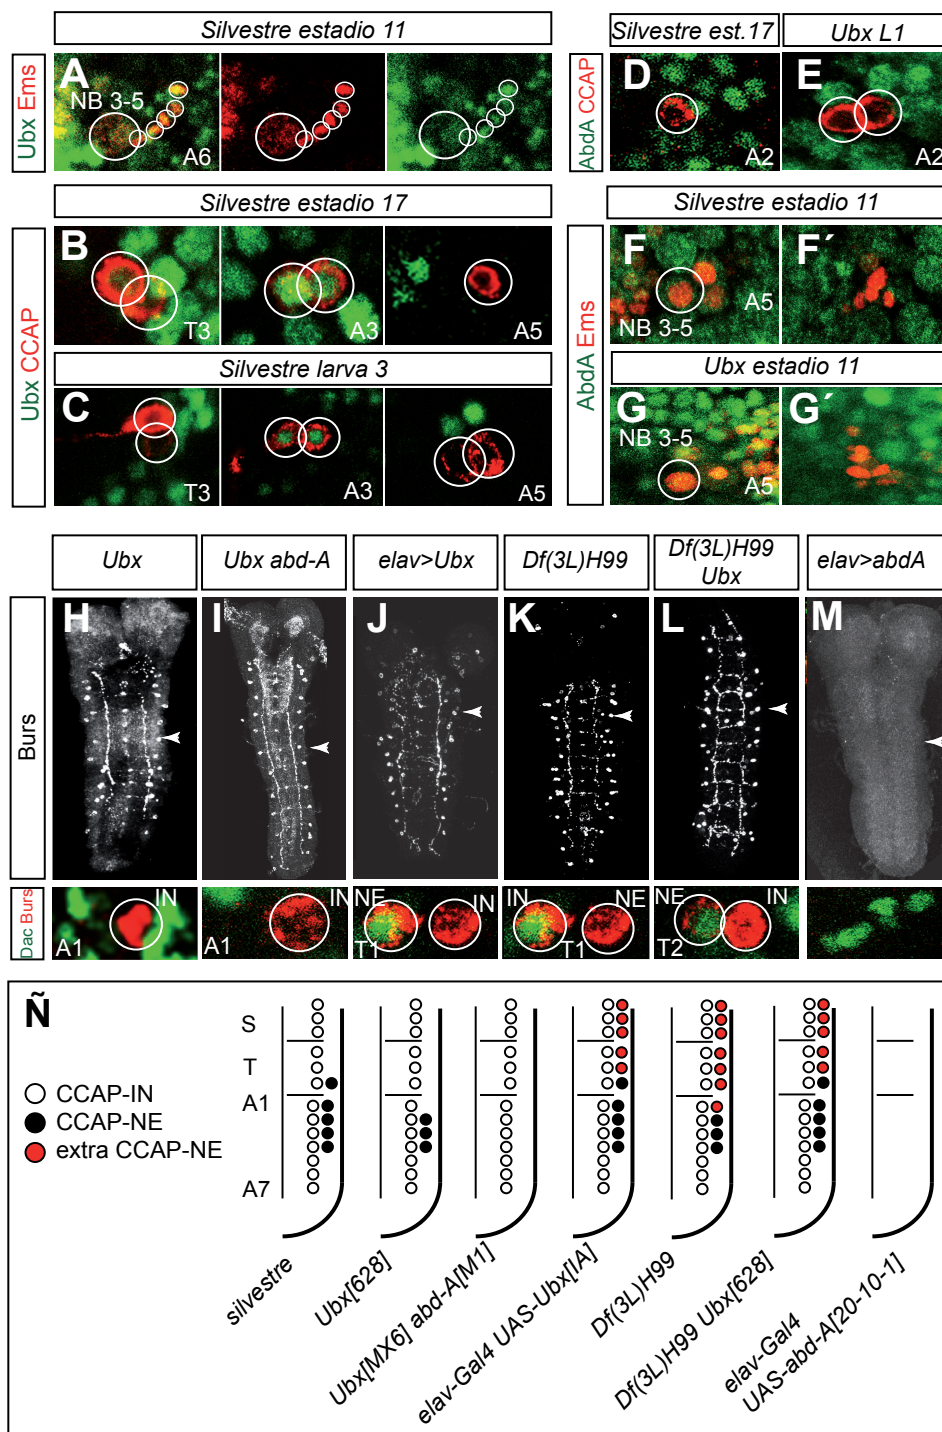 Silvestre estadio 11
Ubx Ems
A
NB 3-5
A6
Silvestre est.17
Ubx L1
AbdA CCAP
D
A2
E
A2
Silvestre estadio 17
Ubx CCAP
B
T3
A3
A5
Silvestre larva 3
C
T3
A3
A5
Silvestre estadio 11
AbdA Ems
F
NB 3-5
A5
F´
Ubx estadio 11
G
NB 3-5
A5
G´
Ubx
Ubx abd-A
elav>Ubx
Df(3L)H99
Df(3L)H99
Ubx
elav>abdA
Burs
H
I
J
K
L
M
Dac Burs
IN
A1
IN
A1
NE
IN
T1
IN
NE
T1
NE
IN
T2
Ñ
CCAP-IN
CCAP-NE
extra CCAP-NE
S
T
A1
A7
silvestre
Ubx[628]
Ubx[MX6] abd-A[M1]
elav-Gal4 UAS-Ubx[IA]
Df(3L)H99
Df(3L)H99 Ubx[628]
elav-Gal4
UAS-abd-A[20-10-1]